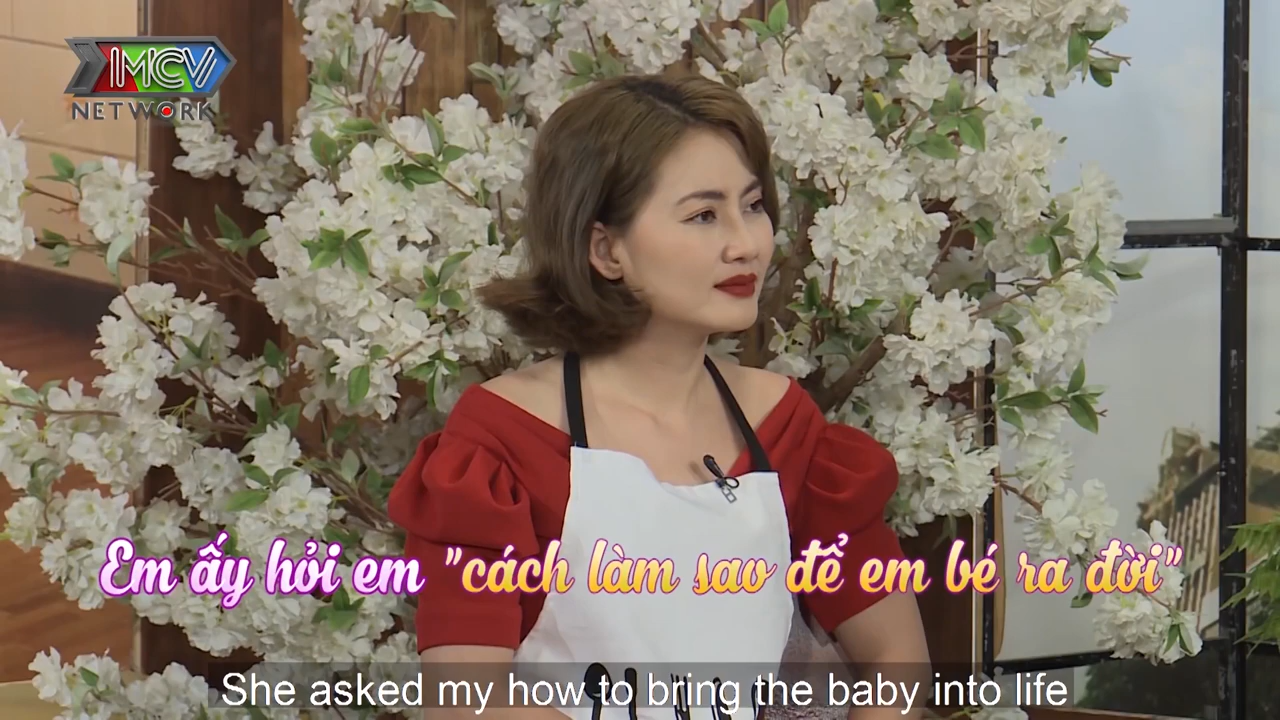 MCV
NETWORK
Em ấy hỏi em "cách làm sao để em bé ra đời"
She asked my how to bring the baby into life